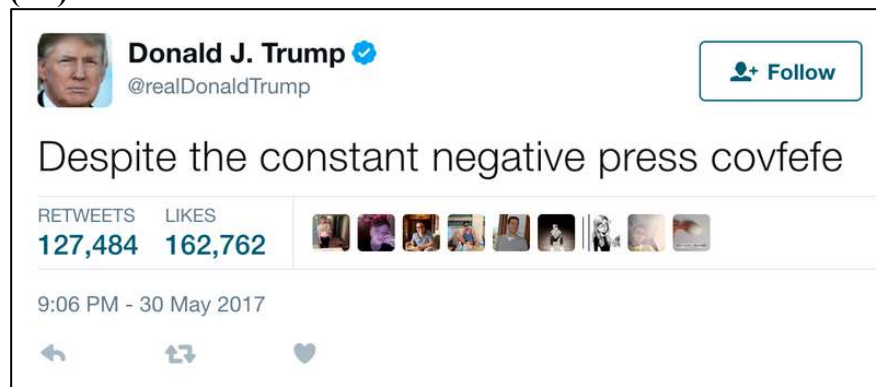 Donald J. Trump
@realDonaldTrump
Follow
Despite the constant negative press covfefe
RETWEETS LIKES
127,484 162,762
9:06 PM - 30 May 2017